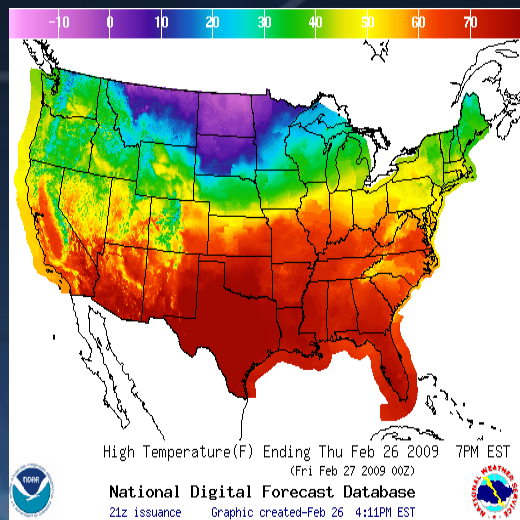 -10 0 10 20 30 40 50 60 70
High Temperature(F) Ending Thu Feb 26 2009 7PM EST
(Fri Feb 27 2009 00Z)
National Digital Forecast Database
21z issuance Graphic created-Feb 26 4:11PM EST
NOAA
NATIONAL WEATHER SERVICE